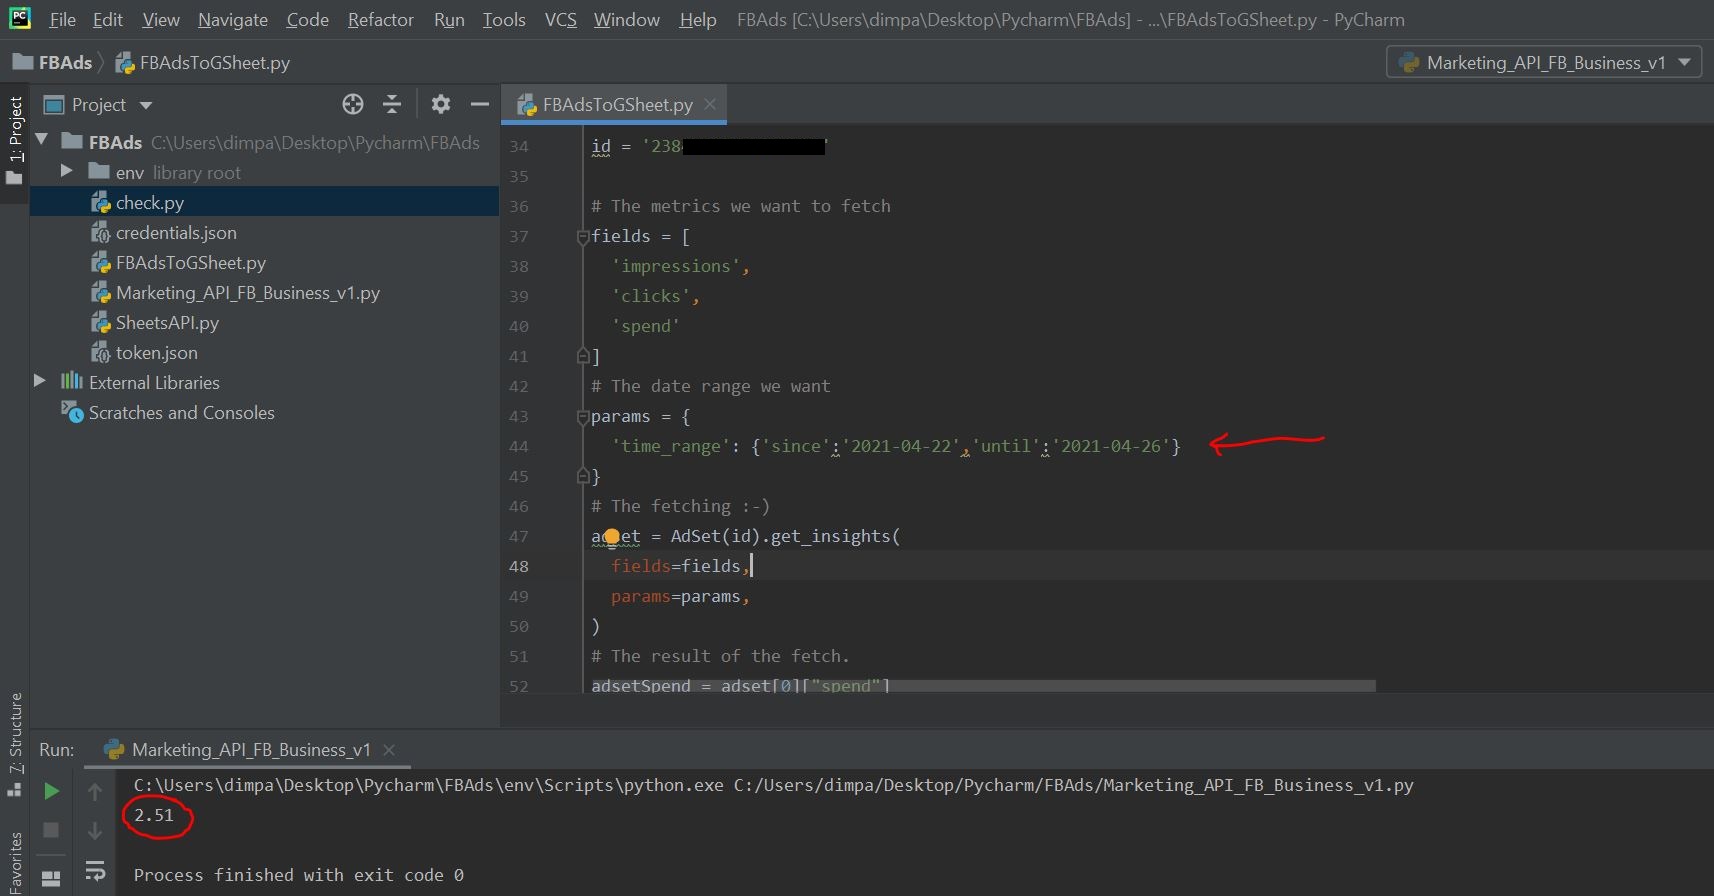 PC File Edit View Navigate Code Refactor Run Tools VCS Window Help FBAds [C:\Users\dimpa\Desktop\Pycharm\FBAds] - ...\FBAdsToGSheet.py - PyCharm
FBAds FBAdsToGSheet.py Marketing_API_FB_Business_v1
1: Project
Project
FBAds C:\Users\dimpa\Desktop\Pycharm\FBAds
env library root
check.py
credentials.json
FBAdsToGSheet.py
Marketing_API_FB_Business_v1.py
SheetsAPI.py
token.json
External Libraries
Scratches and Consoles
FBAdsToGSheet.py
34 id = '238 '
35
36 # The metrics we want to fetch
37 fields = [
38 'impressions',
39 'clicks',
40 'spend'
41 ]
42 # The date range we want
43 params = {
44 'time_range': {'since':'2021-04-22','until':'2021-04-26'}
45 }
46 # The fetching :-)
47 adset = AdSet(id).get_insights(
48 fields=fields,
49 params=params,
50 )
51 # The result of the fetch.
52 adsetSpend = adset[0]["spend"]
7: Structure
Favorites
Run: Marketing_API_FB_Business_v1
C:\Users\dimpa\Desktop\Pycharm\FBAds\env\Scripts\python.exe C:/Users/dimpa/Desktop/Pycharm/FBAds/Marketing_API_FB_Business_v1.py
2.51
Process finished with exit code 0